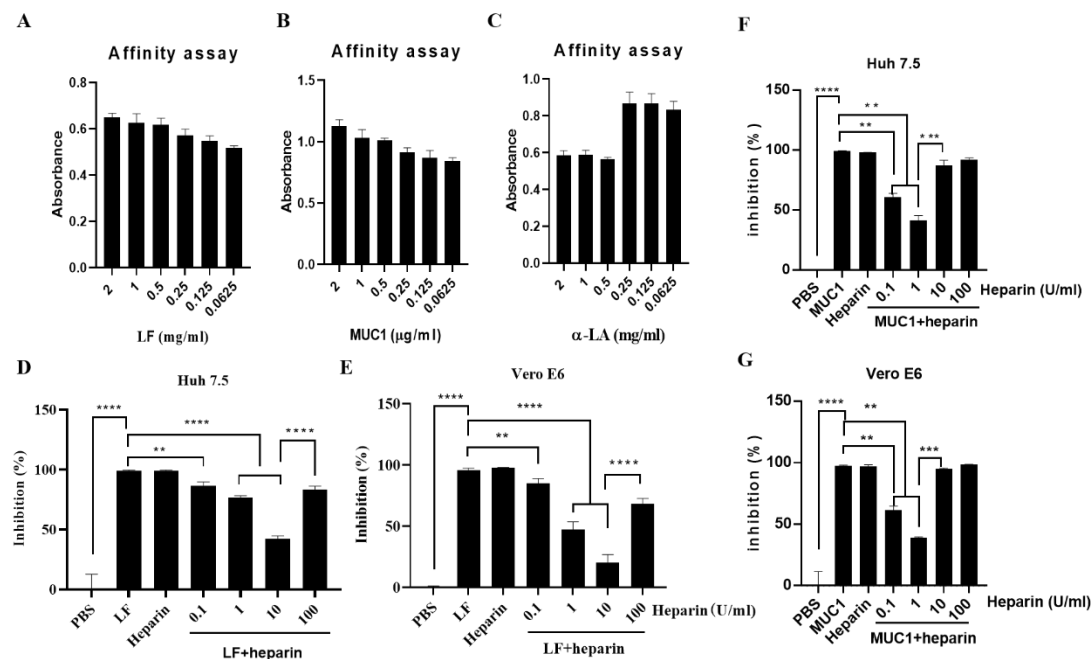 A
Affinity assay
Absorbance
0.8
0.6
0.4
0.2
0.0
2
1
0.5
0.25
0.125
0.0625
LF (mg/ml)
B
Affinity assay
Absorbance
1.5
1.0
0.5
0.0
2
1
0.5
0.25
0.125
0.0625
MUC1 (μg/ml)
C
Affinity assay
Absorbance
1.0
0.8
0.6
0.4
0.2
0.0
2
1
0.5
0.25
0.125
0.0625
α-LA (mg/ml)
F
Huh 7.5
inhibition (%)
150
100
50
0
****
**
**
***
PBS
MUC1
Heparin
0.1
1
10
100
Heparin (U/ml)
MUC1+heparin
D
Huh 7.5
Inhibition (%)
150
100
50
0
****
****
**
****
PBS
LF
Heparin
0.1
1
10
100
LF+heparin
E
Vero E6
Inhibition (%)
150
100
50
0
****
****
**
****
PBS
LF
Heparin
0.1
1
10
100
Heparin (U/ml)
LF+heparin
G
Vero E6
inhibition (%)
150
100
50
0
****
**
**
***
PBS
MUC1
Heparin
0.1
1
10
100
Heparin (U/ml)
MUC1+heparin